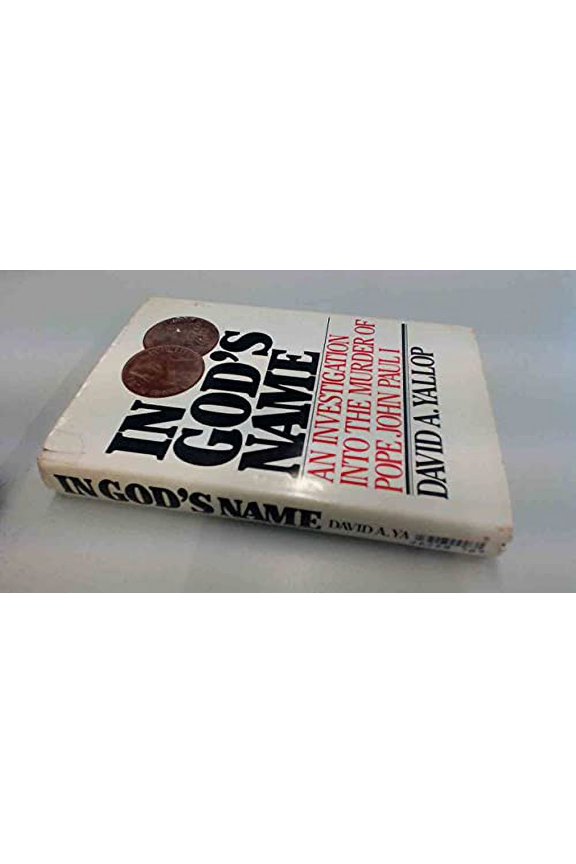 IN
GOD'S
NAME
AN INVESTIGATION
INTO THE MURDER OF
POPE JOHN PAUL I
DAVID A. YALLOP
IN GOD'S NAME DAVID A. YA